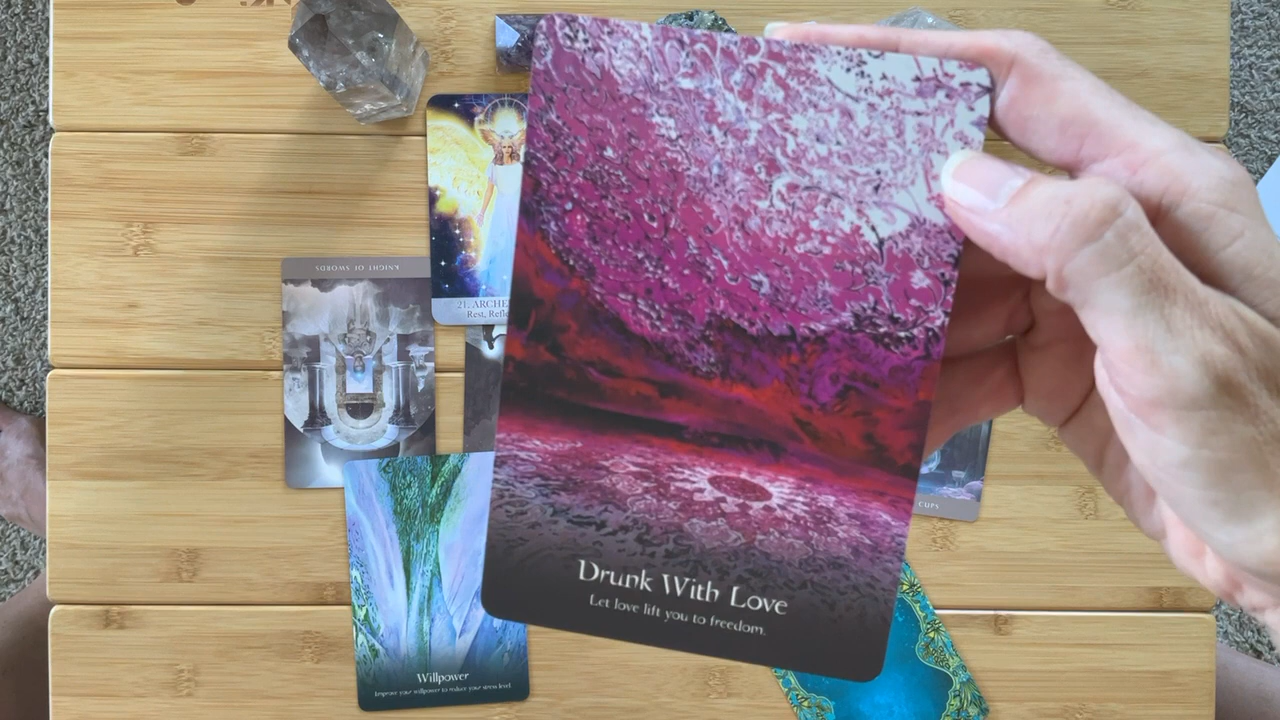 KNIGHT OF SWORDS
21. ARCHE
Rest, Refle
CUPS
Drunk With Love
Let love lift you to freedom.
Willpower
Improve your willpower to reduce your stress level.